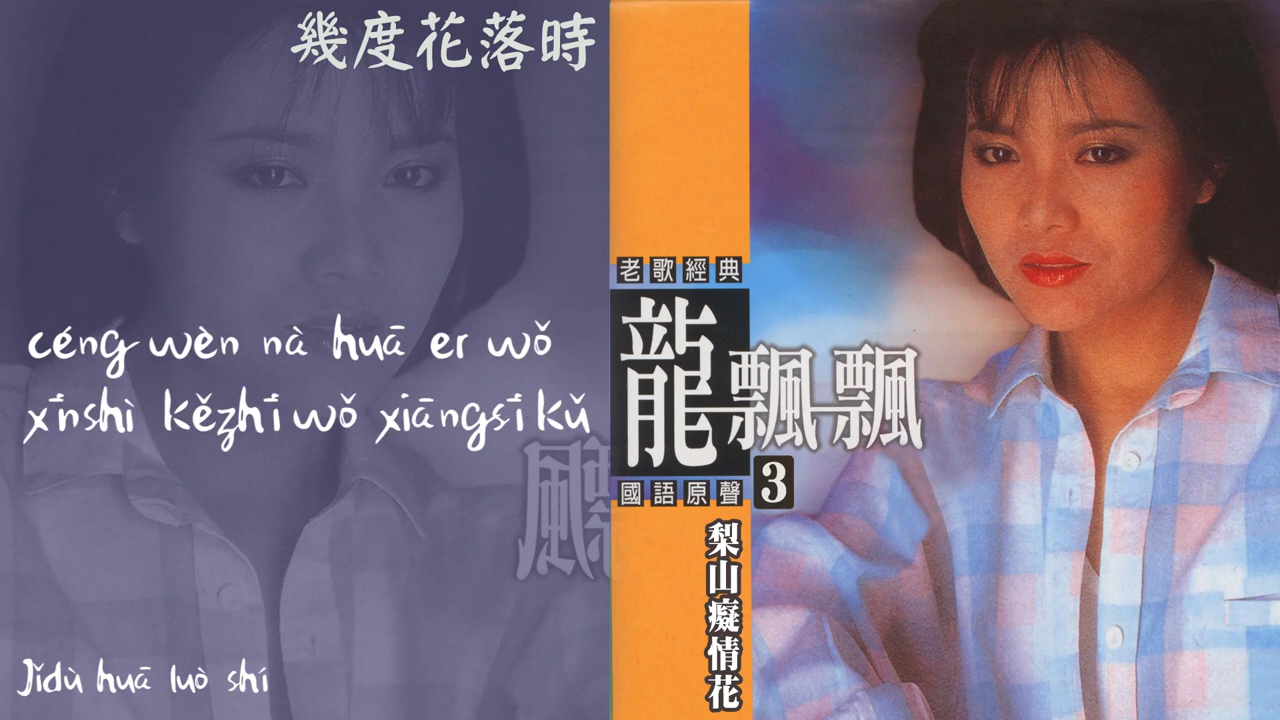 幾度花落時
céng wèn nà huā er wǒ
xīnshì kězhī wǒ xiāngsī kǔ
Jǐdù huā luò shí
老歌經典
龍飄飄
國語原聲
3
梨山癡情花
飄